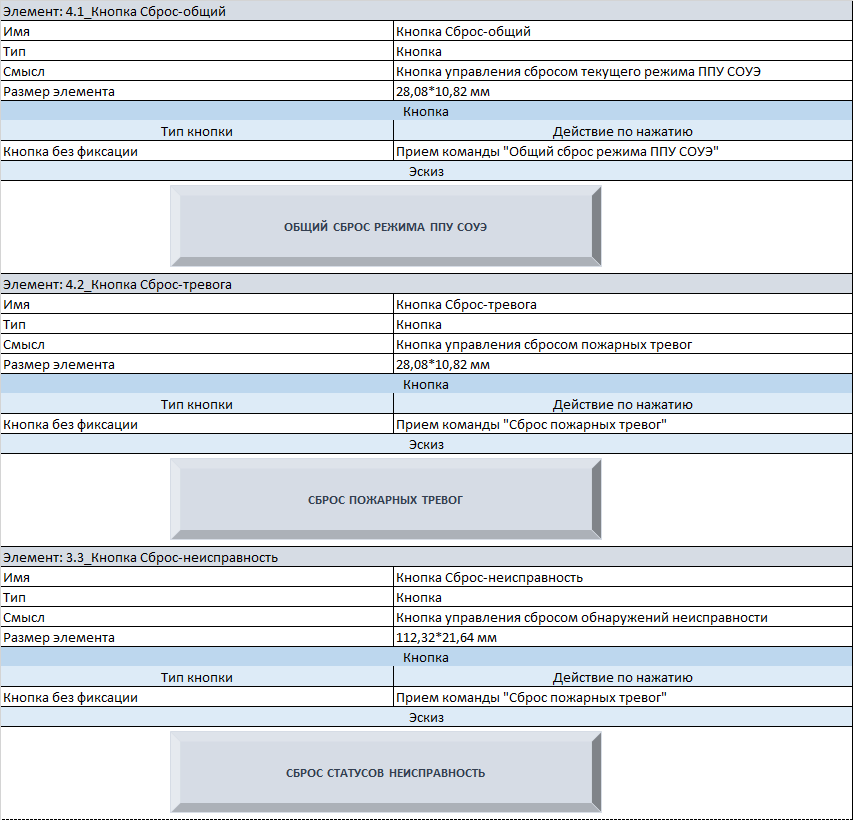 Элемент: 4.1_Кнопка Сброс-общий
Имя Кнопка Сброс-общий
Тип Кнопка
Смысл Кнопка управления сбросом текущего режима ППУ СОУЭ
Размер элемента 28,08*10,82 мм
Кнопка
Тип кнопки Действие по нажатию
Кнопка без фиксации Прием команды "Общий сброс режима ППУ СОУЭ"
Эскиз
ОБЩИЙ СБРОС РЕЖИМА ППУ СОУЭ
Элемент: 4.2_Кнопка Сброс-тревога
Имя Кнопка Сброс-тревога
Тип Кнопка
Смысл Кнопка управления сбросом пожарных тревог
Размер элемента 28,08*10,82 мм
Кнопка
Тип кнопки Действие по нажатию
Кнопка без фиксации Прием команды "Сброс пожарных тревог"
Эскиз
СБРОС ПОЖАРНЫХ ТРЕВОГ
Элемент: 3.3_Кнопка Сброс-неисправность
Имя Кнопка Сброс-неисправность
Тип Кнопка
Смысл Кнопка управления сбросом обнаружений неисправности
Размер элемента 112,32*21,64 мм
Кнопка
Тип кнопки Действие по нажатию
Кнопка без фиксации Прием команды "Сброс пожарных тревог"
Эскиз
СБРОС СТАТУСОВ НЕИСПРАВНОСТЬ